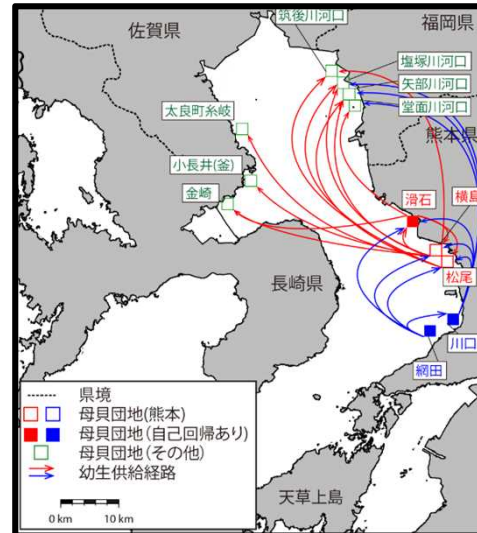 筑後川河口
福岡県
佐賀県
塩塚川河口
矢部川河口
太良町糸岐
堂面川河口
熊本県
小長井(釜)
滑石
横島
金崎
松尾
長崎県
川口
網田
県境
母貝団地(熊本)
母貝団地(自己回帰あり)
母貝団地(その他)
幼生供給経路
天草上島
0 km 10 km